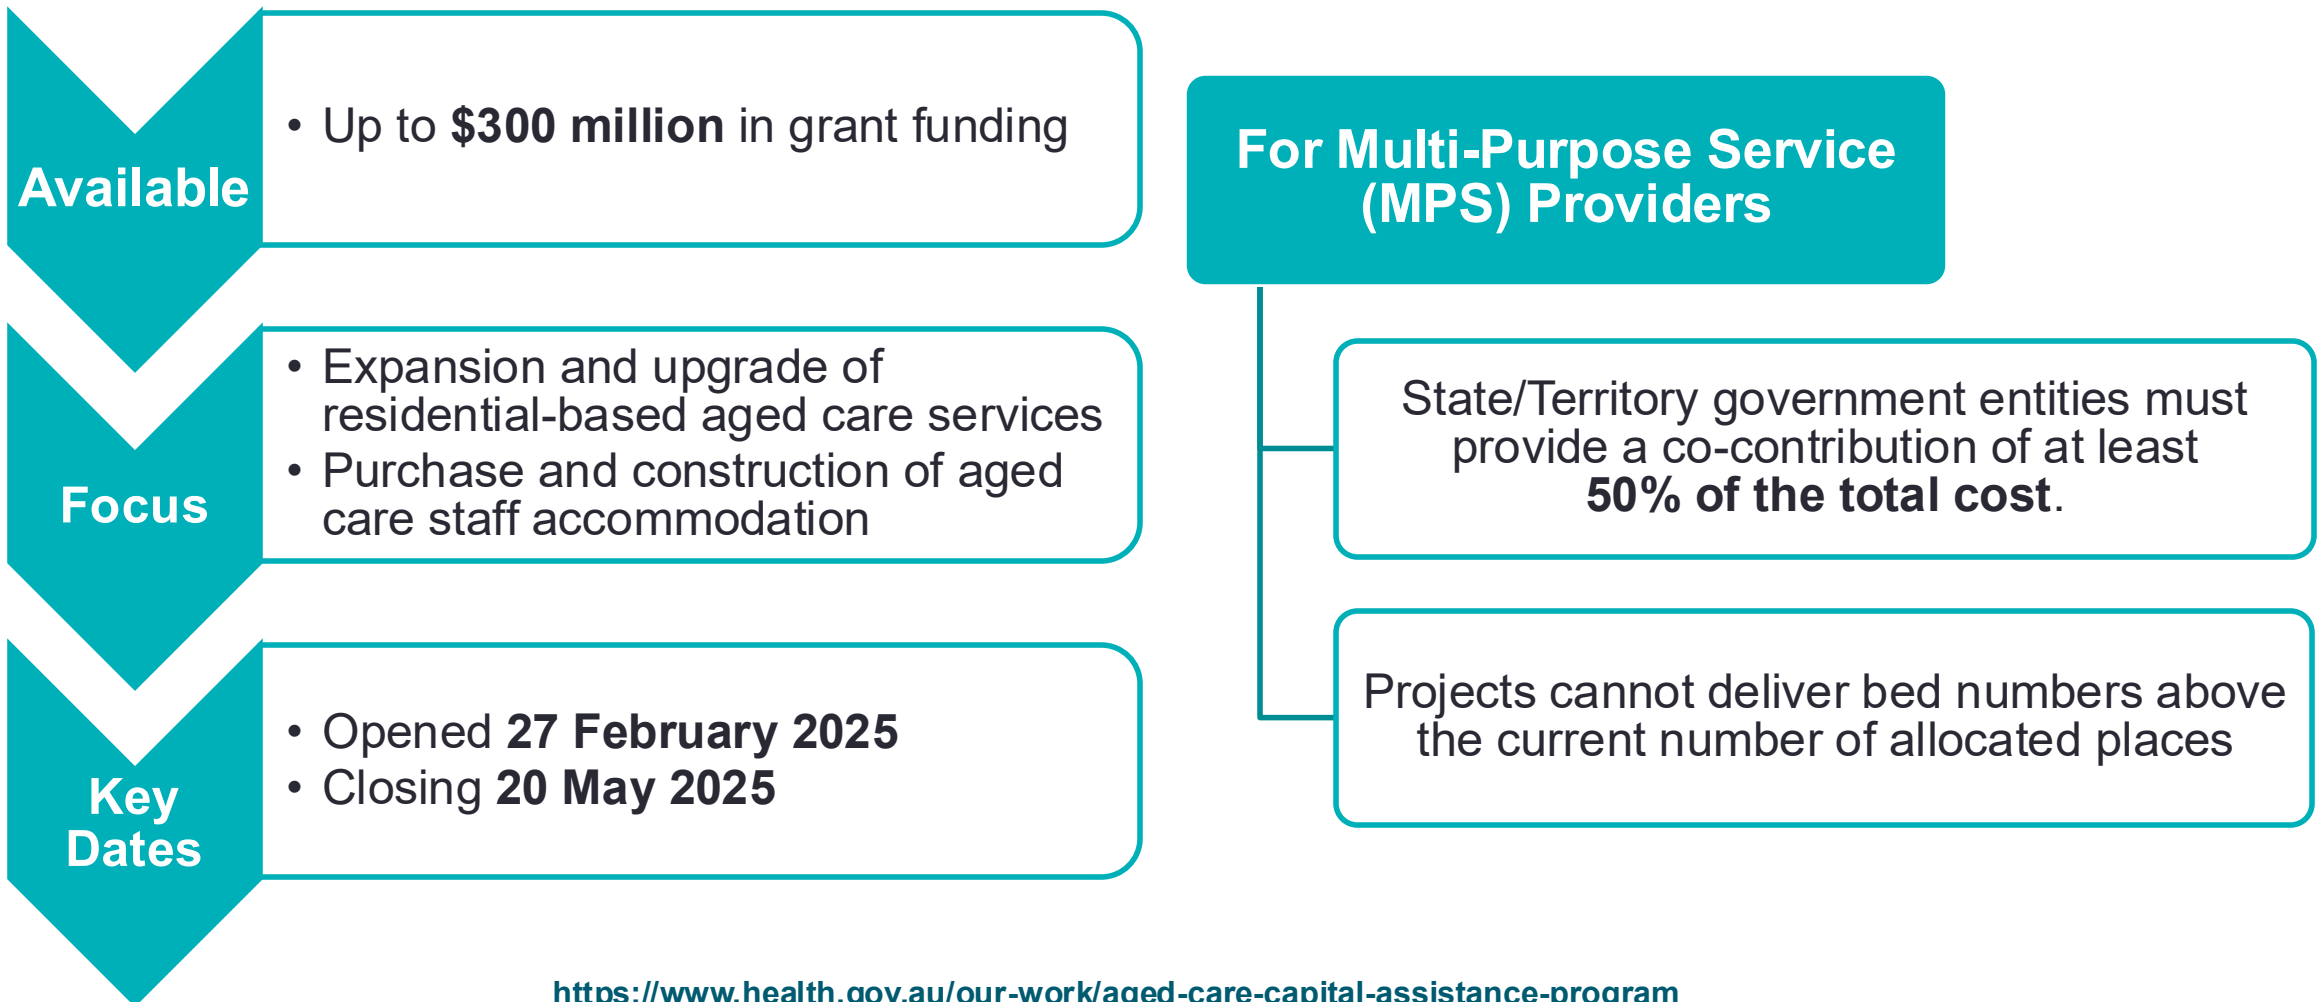 Available
• Up to $300 million in grant funding
Focus
• Expansion and upgrade of
residential-based aged care services
• Purchase and construction of aged
care staff accommodation
Key
Dates
• Opened 27 February 2025
• Closing 20 May 2025
For Multi-Purpose Service
(MPS) Providers
State/Territory government entities must
provide a co-contribution of at least
50% of the total cost.
Projects cannot deliver bed numbers above
the current number of allocated places
https://www.health.gov.au/our-work/aged-care-capital-assistance-program